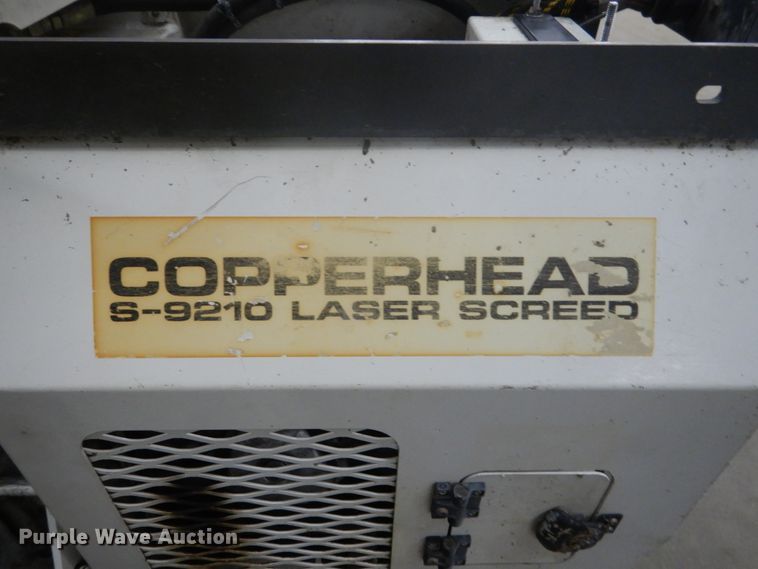 COPPERHEAD
S-9210 LASER SCREED
Purple Wave Auction